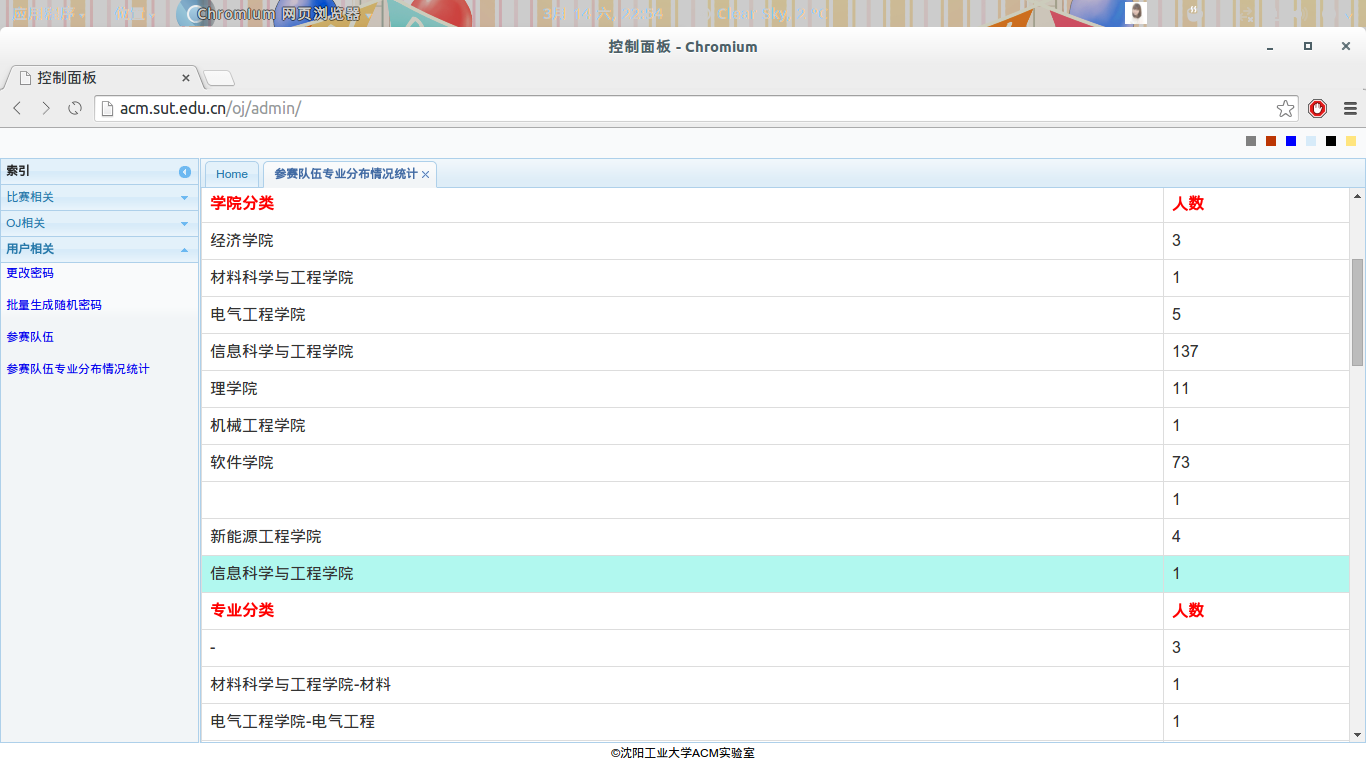 Chromium 网页浏览器
控制面板 - Chromium
控制面板
acm.sut.edu.cn/oj/admin/
索引
Home
参赛队伍专业分布情况统计
比赛相关
OJ相关
用户相关
更改密码
批量生成随机密码
参赛队伍
参赛队伍专业分布情况统计
学院分类 人数
经济学院 3
材料科学与工程学院 1
电气工程学院 5
信息科学与工程学院 137
理学院 11
机械工程学院 1
软件学院 73
1
新能源工程学院 4
信息科学与工程学院 1
专业分类 人数
- 3
材料科学与工程学院-材料 1
电气工程学院-电气工程 1
©沈阳工业大学ACM实验室